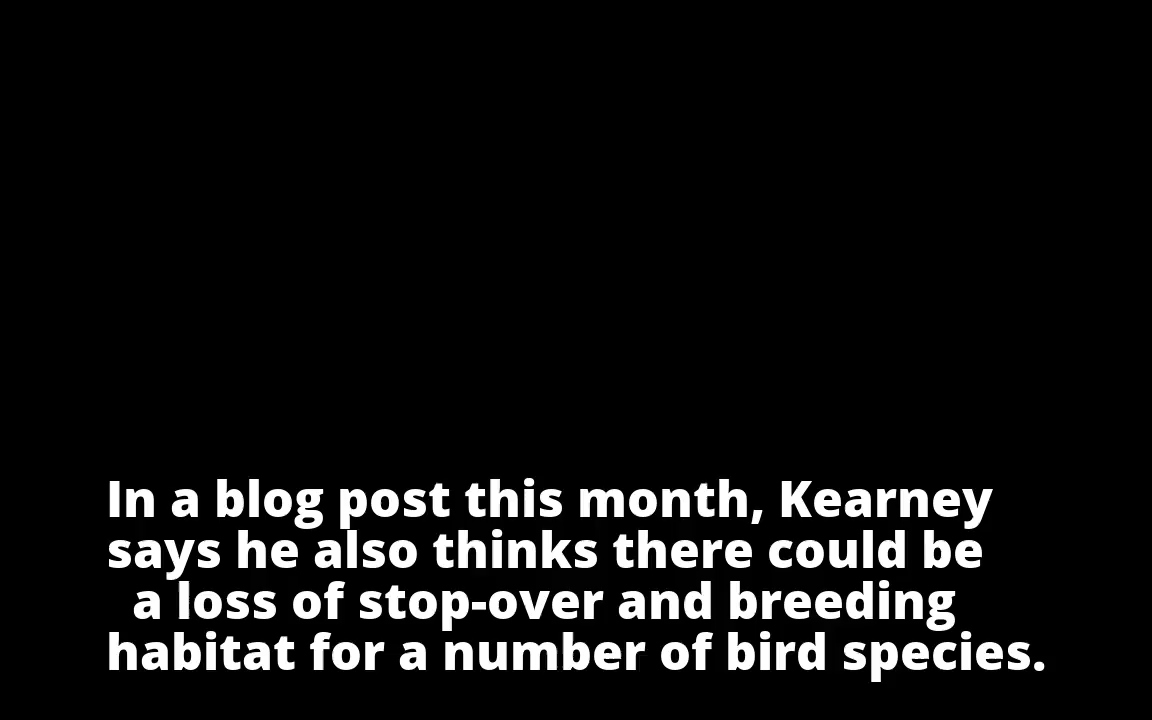 In a blog post this month, Kearney
says he also thinks there could be
a loss of stop-over and breeding
habitat for a number of bird species.